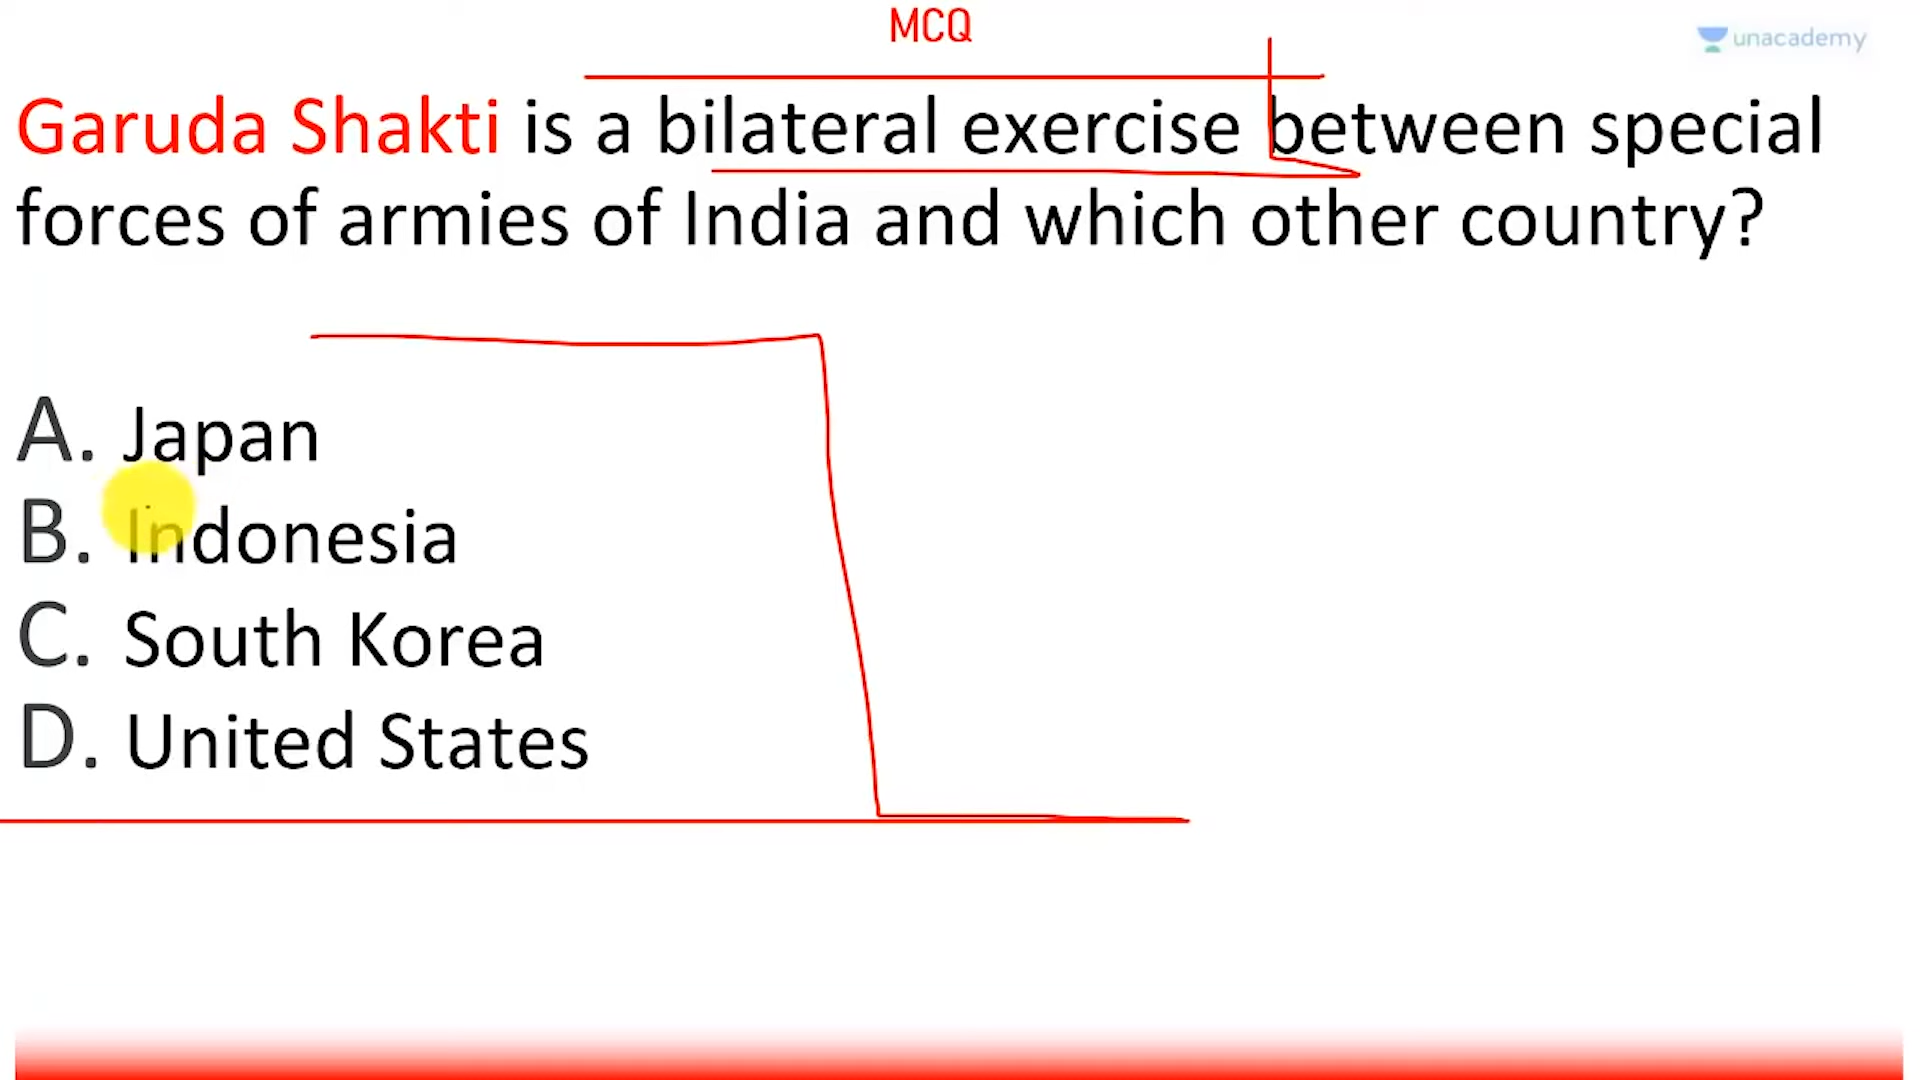 MCQ
unacademy
Garuda Shakti is a bilateral exercise between special
forces of armies of India and which other country?
A. Japan
B. Indonesia
C. South Korea
D. United States